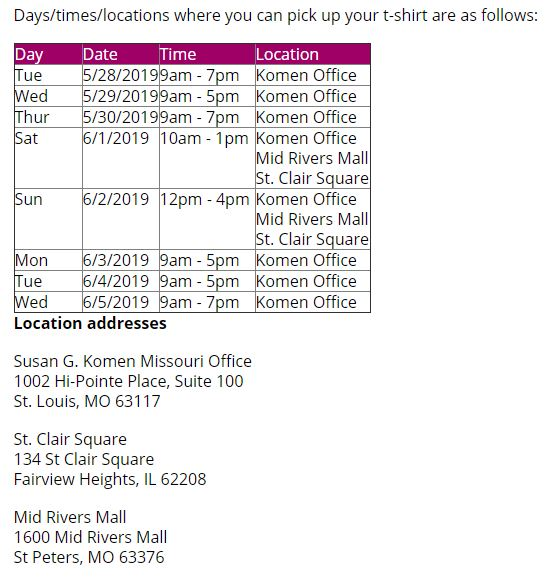 Days/times/locations where you can pick up your t-shirt are as follows:
Day Date Time Location
Tue 5/28/2019 9am - 7pm Komen Office
Wed 5/29/2019 9am - 5pm Komen Office
Thur 5/30/2019 9am - 7pm Komen Office
Sat 6/1/2019 10am - 1pm Komen Office
Mid Rivers Mall
St. Clair Square
Sun 6/2/2019 12pm - 4pm Komen Office
Mid Rivers Mall
St. Clair Square
Mon 6/3/2019 9am - 5pm Komen Office
Tue 6/4/2019 9am - 5pm Komen Office
Wed 6/5/2019 9am - 7pm Komen Office
Location addresses
Susan G. Komen Missouri Office
1002 Hi-Pointe Place, Suite 100
St. Louis, MO 63117
St. Clair Square
134 St Clair Square
Fairview Heights, IL 62208
Mid Rivers Mall
1600 Mid Rivers Mall
St Peters, MO 63376